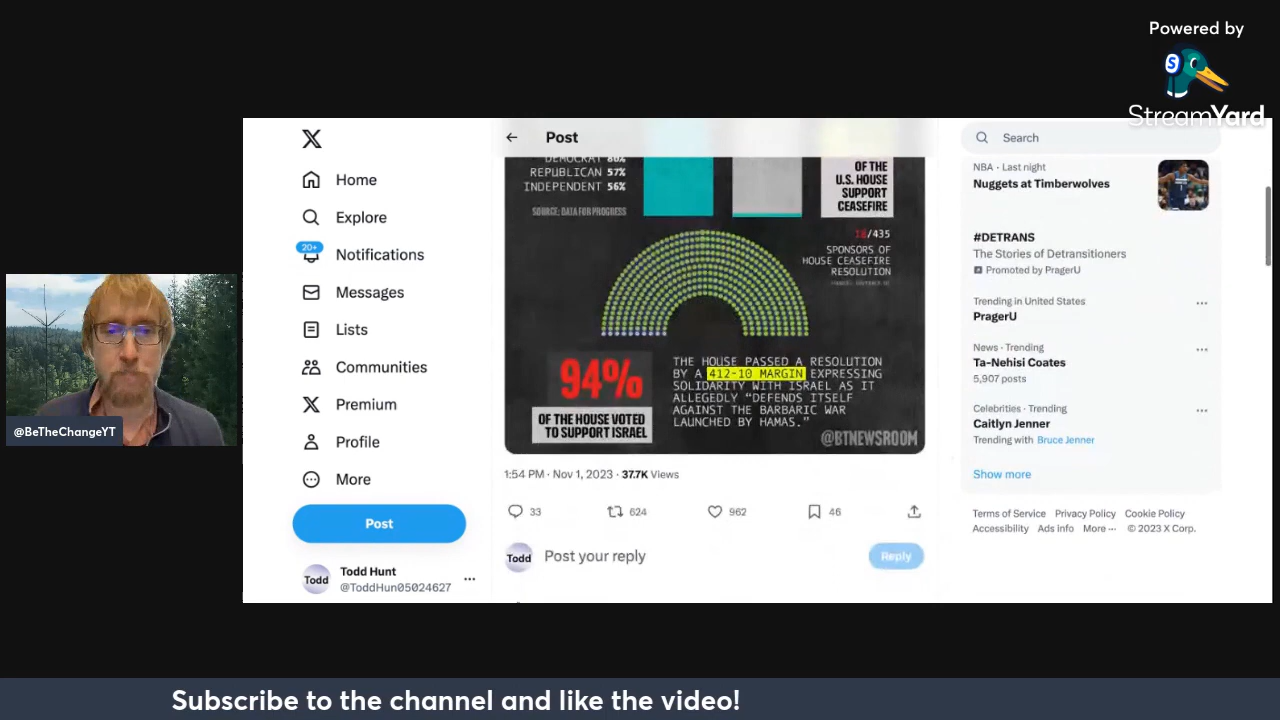 Powered by
StreamYard
Post
Search
Home
Explore
20+
Notifications
Messages
Lists
Communities
Premium
Profile
More
Post
Todd
Todd Hunt
@ToddHun05024627
DEMOCRAT 80%
REPUBLICAN 57%
INDEPENDENT 56%
SOURCE: DATA FOR PROGRESS
OF THE
U.S. HOUSE
SUPPORT
CEASEFIRE
18/435
SPONSORS OF
HOUSE CEASEFIRE
RESOLUTION
94%
OF THE HOUSE VOTED
TO SUPPORT ISRAEL
THE HOUSE PASSED A RESOLUTION
BY A 412-10 MARGIN EXPRESSING
SOLIDARITY WITH ISRAEL AS IT
ALLEGEDLY "DEFENDS ITSELF
AGAINST THE BARBARIC WAR
LAUNCHED BY HAMAS."
@BTNEWSROOM
1:54 PM · Nov 1, 2023 · 37.7K Views
33
624
962
46
Todd
Post your reply
Reply
NBA · Last night
Nuggets at Timberwolves
#DETRANS
The Stories of Detransitioners
Promoted by PragerU
Trending in United States
PragerU
News · Trending
Ta-Nehisi Coates
5,907 posts
Celebrities · Trending
Caitlyn Jenner
Trending with Bruce Jenner
Show more
Terms of Service Privacy Policy Cookie Policy
Accessibility Ads info More ··· © 2023 X Corp.
@BeTheChangeYT
Subscribe to the channel and like the video!